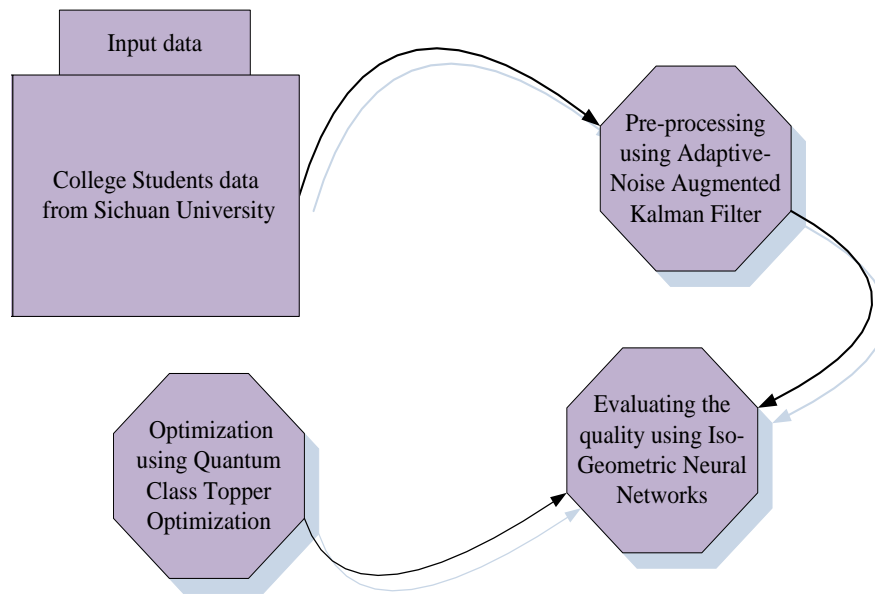 Input data
College Students data
from Sichuan University
Pre-processing
using Adaptive-
Noise Augmented
Kalman Filter
Evaluating the
quality using Iso-
Geometric Neural
Networks
Optimization
using Quantum
Class Topper
Optimization